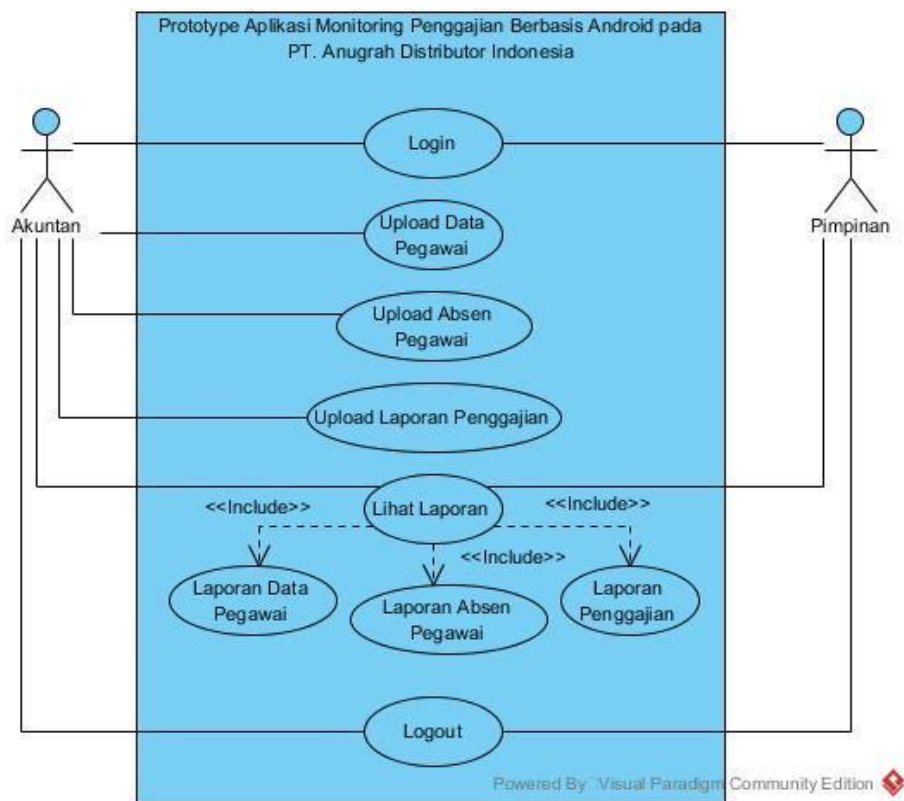 Prototype Aplikasi Monitoring Penggajian Berbasis Android pada
PT. Anugrah Distributor Indonesia
Login
Akuntan
Pimpinan
Upload Data
Pegawai
Upload Absen
Pegawai
Upload Laporan Penggajian
Lihat Laporan
<<Include>>
<<Include>>
<<Include>>
Laporan Data
Pegawai
Laporan Absen
Pegawai
Laporan
Penggajian
Logout
Powered By Visual Paradigm Community Edition